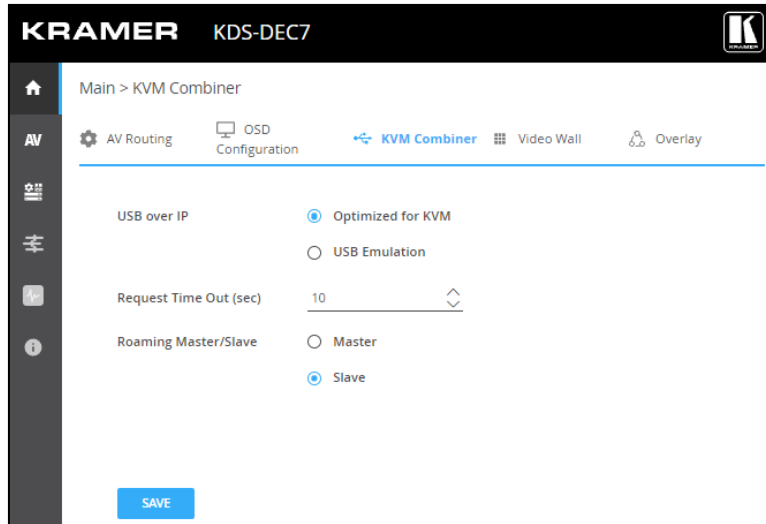 KRAMER KDS-DEC7
KRAMER
Main > KVM Combiner
AV
AV Routing
OSD
Configuration
KVM Combiner
Video Wall
Overlay
USB over IP
Optimized for KVM
USB Emulation
Request Time Out (sec)
10
Roaming Master/Slave
Master
Slave
SAVE